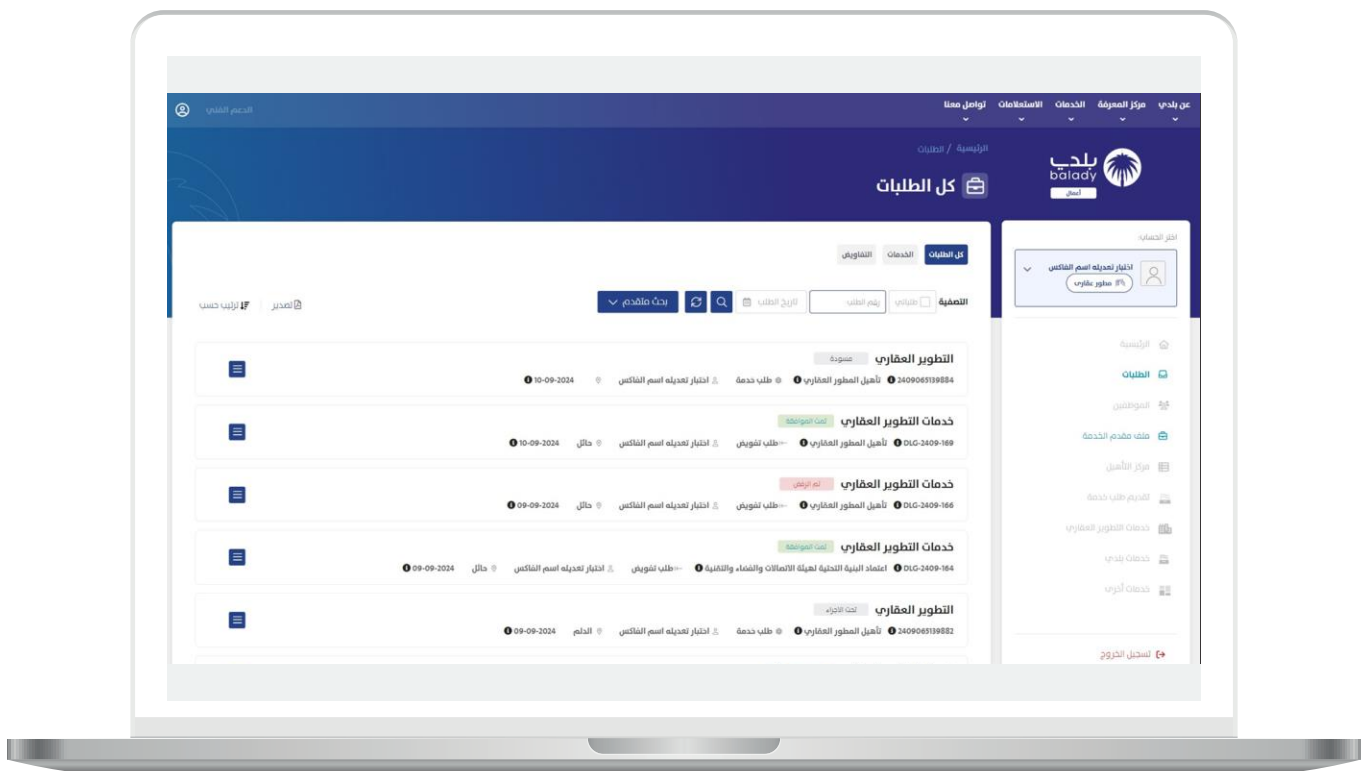 عن بلدي مركز المعرفة الخدمات الاستعلامات تواصل معنا
الدعم الفني
بلدي
balady
أعمال
الرئيسية / الطلبات
كل الطلبات
اختر الحساب
اختبار تعديله اسم الفاكس
مطور عقاري
الرئيسية
الطلبات
الموظفين
ملف مقدم الخدمة
مركز التأهيل
تقديم طلب خدمة
خدمات التطوير العقاري
خدمات بلدي
خدمات أخرى
تسجيل الخروج
كل الطلبات الخدمات التفاويض
التصفية طلباتي رقم الطلب تاريخ الطلب بحث متقدم تصدير ترتيب حسب
التطوير العقاري مسودة
2409065139884 تأهيل المطور العقاري طلب خدمة اختبار تعديله اسم الفاكس 10-09-2024
خدمات التطوير العقاري تمت الموافقة
DLG-2409-169 تأهيل المطور العقاري طلب تفويض اختبار تعديله اسم الفاكس حائل 10-09-2024
خدمات التطوير العقاري تم الرفض
DLG-2409-166 تأهيل المطور العقاري طلب تفويض اختبار تعديله اسم الفاكس حائل 09-09-2024
خدمات التطوير العقاري تمت الموافقة
DLG-2409-164 اعتماد البنية التحتية لهيئة الاتصالات والفضاء والتقنية طلب تفويض اختبار تعديله اسم الفاكس حائل 09-09-2024
التطوير العقاري تحت الاجراء
2409065139882 تأهيل المطور العقاري طلب خدمة اختبار تعديله اسم الفاكس الدلم 09-09-2024